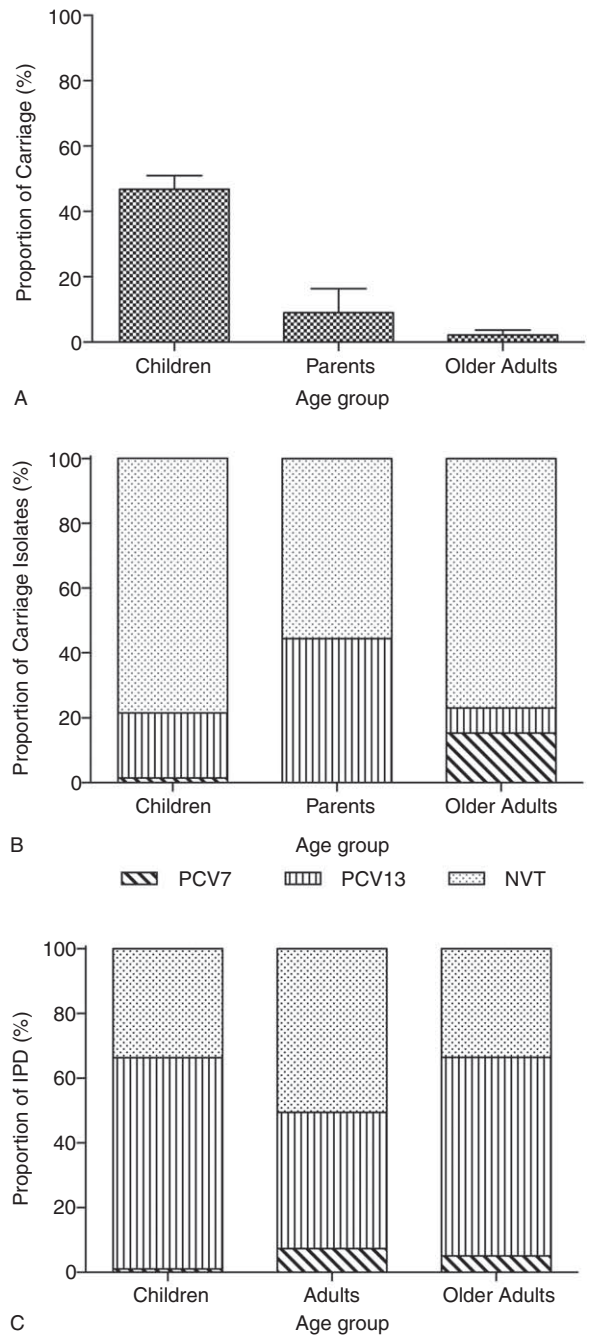 Proportion of Carriage (%)
100
80
60
40
20
0
Children Parents Older Adults
A Age group
Proportion of Carriage Isolates (%)
100
80
60
40
20
0
Children Parents Older Adults
B Age group
PCV7 PCV13 NVT
Proportion of IPD (%)
100
80
60
40
20
0
Children Adults Older Adults
C Age group